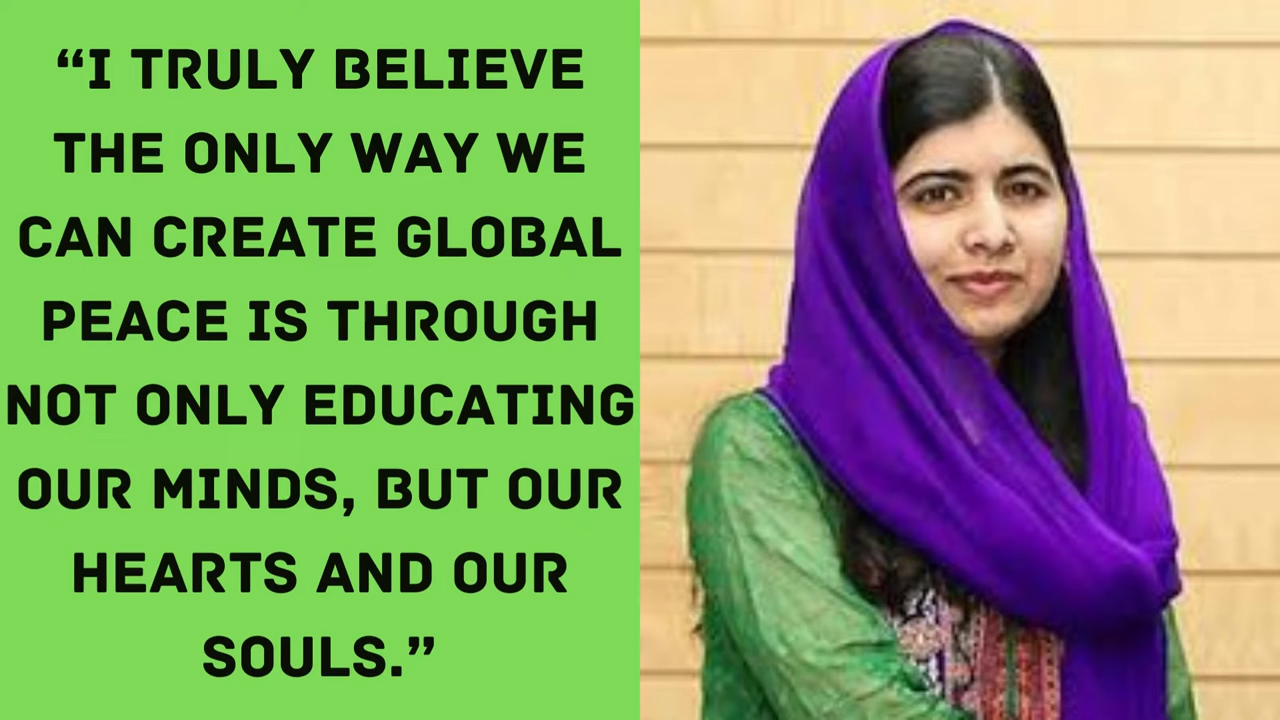 “I TRULY BELIEVE
THE ONLY WAY WE
CAN CREATE GLOBAL
PEACE IS THROUGH
NOT ONLY EDUCATING
OUR MINDS, BUT OUR
HEARTS AND OUR
SOULS.”